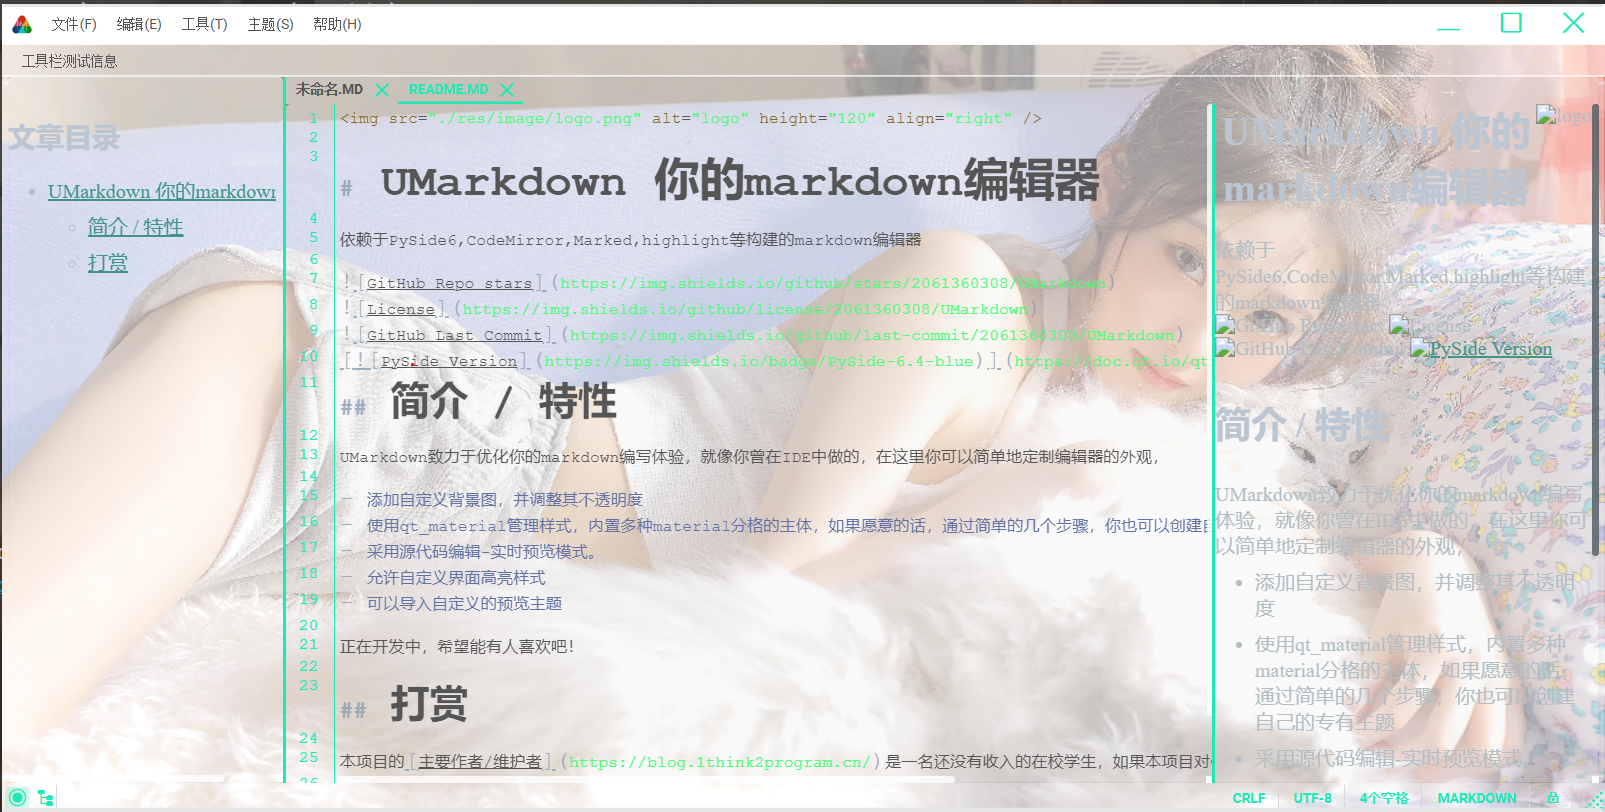 文件(F) 编辑(E) 工具(T) 主题(S) 帮助(H)
工具栏测试信息
未命名.MD README.MD
文章目录
UMarkdown 你的markdown
简介 / 特性
打赏
1 <img src="./res/image/logo.png" alt="logo" height="120" align="right" />
2
3 # UMarkdown 你的markdown编辑器
4
5 依赖于PySide6,CodeMirror,Marked,highlight等构建的markdown编辑器
6
7 ![GitHub Repo stars](https://img.shields.io/github/stars/2061360308/UMarkdown)
8 ![License](https://img.shields.io/github/license/2061360308/UMarkdown)
9 ![GitHub Last Commit](https://img.shields.io/github/last-commit/2061360308/UMarkdown)
10 [![PySide Version](https://img.shields.io/badge/PySide-6.4-blue)](https://doc.qt.io/qt
11 ## 简介 / 特性
12
13 UMarkdown致力于优化你的markdown编写体验，就像你曾在IDE中做的，在这里你可以简单地定制编辑器的外观，
14
15 - 添加自定义背景图，并调整其不透明度
16 - 使用qt_material管理样式，内置多种material分格的主体，如果愿意的话，通过简单的几个步骤，你也可以创建自
17 - 采用源代码编辑-实时预览模式。
18 - 允许自定义界面高亮样式
19 - 可以导入自定义的预览主题
20
21 正在开发中，希望能有人喜欢吧！
22
23 ## 打赏
24
25 本项目的[主要作者/维护者](https://blog.1think2program.cn/)是一名还没有收入的在校学生，如果本项目对
26
logo
UMarkdown 你的
markdown编辑器
依赖于
PySide6,CodeMirror,Marked,highlight等构建
的markdown编辑器
GitHub Repo stars License
GitHub Last Commit PySide Version
简介 / 特性
UMarkdown致力于优化你的markdown编写
体验，就像你曾在IDE中做的，在这里你可
以简单地定制编辑器的外观，
添加自定义背景图，并调整其不透明
度
使用qt_material管理样式，内置多种
material分格的主体，如果愿意的话，
通过简单的几个步骤，你也可以创建
自己的专有主题
采用源代码编辑-实时预览模式。
CRLF UTF-8 4个空格 MARKDOWN